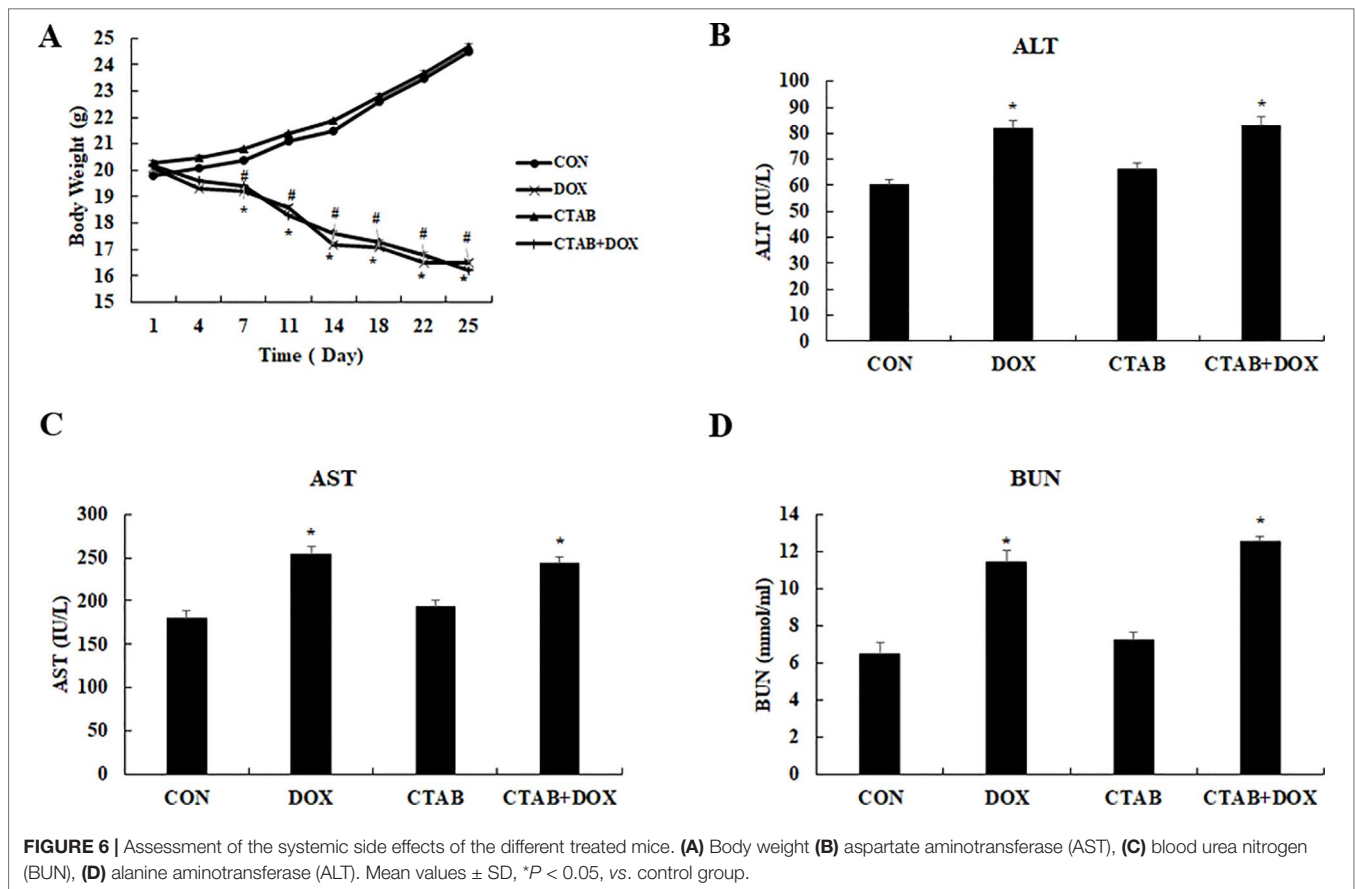 A
25
24
23
22
21
20
19
18
17
16
15
Body Weight (g)
# # # # # #
* * * * * *
1 4 7 11 14 18 22 25
Time ( Day)
CON
DOX
CTAB
CTAB+DOX
B
ALT
100
90
80
70
60
50
40
30
20
10
0
ALT (IU/L)
* *
CON DOX CTAB CTAB+DOX
C
AST
300
250
200
150
100
50
0
AST (IU/L)
* *
CON DOX CTAB CTAB+DOX
D
BUN
14
12
10
8
6
4
2
0
BUN (nmol/ml)
* *
CON DOX CTAB CTAB+DOX
FIGURE 6 | Assessment of the systemic side effects of the different treated mice. (A) Body weight (B) aspartate aminotransferase (AST), (C) blood urea nitrogen
(BUN), (D) alanine aminotransferase (ALT). Mean values ± SD, *P < 0.05, vs. control group.